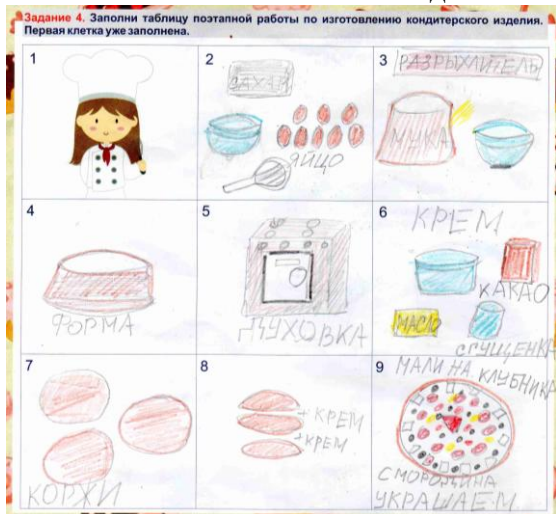 Задание 4. Заполни таблицу поэтапной работы по изготовлению кондитерского изделия.
Первая клетка уже заполнена.
1
2
САХАР
ЯЙЦО
3
РАЗРЫХЛИТЕЛЬ
МУКА
4
ФОРМА
5
ДУХОВКА
6
КРЕМ
КАКАО
МАСЛО
СГУЩЕНКА
7
КОРЖИ
8
+ КРЕМ
+ КРЕМ
9
МАЛИНА КЛУБНИКА
СМОРОДИНА
УКРАШАЕМ